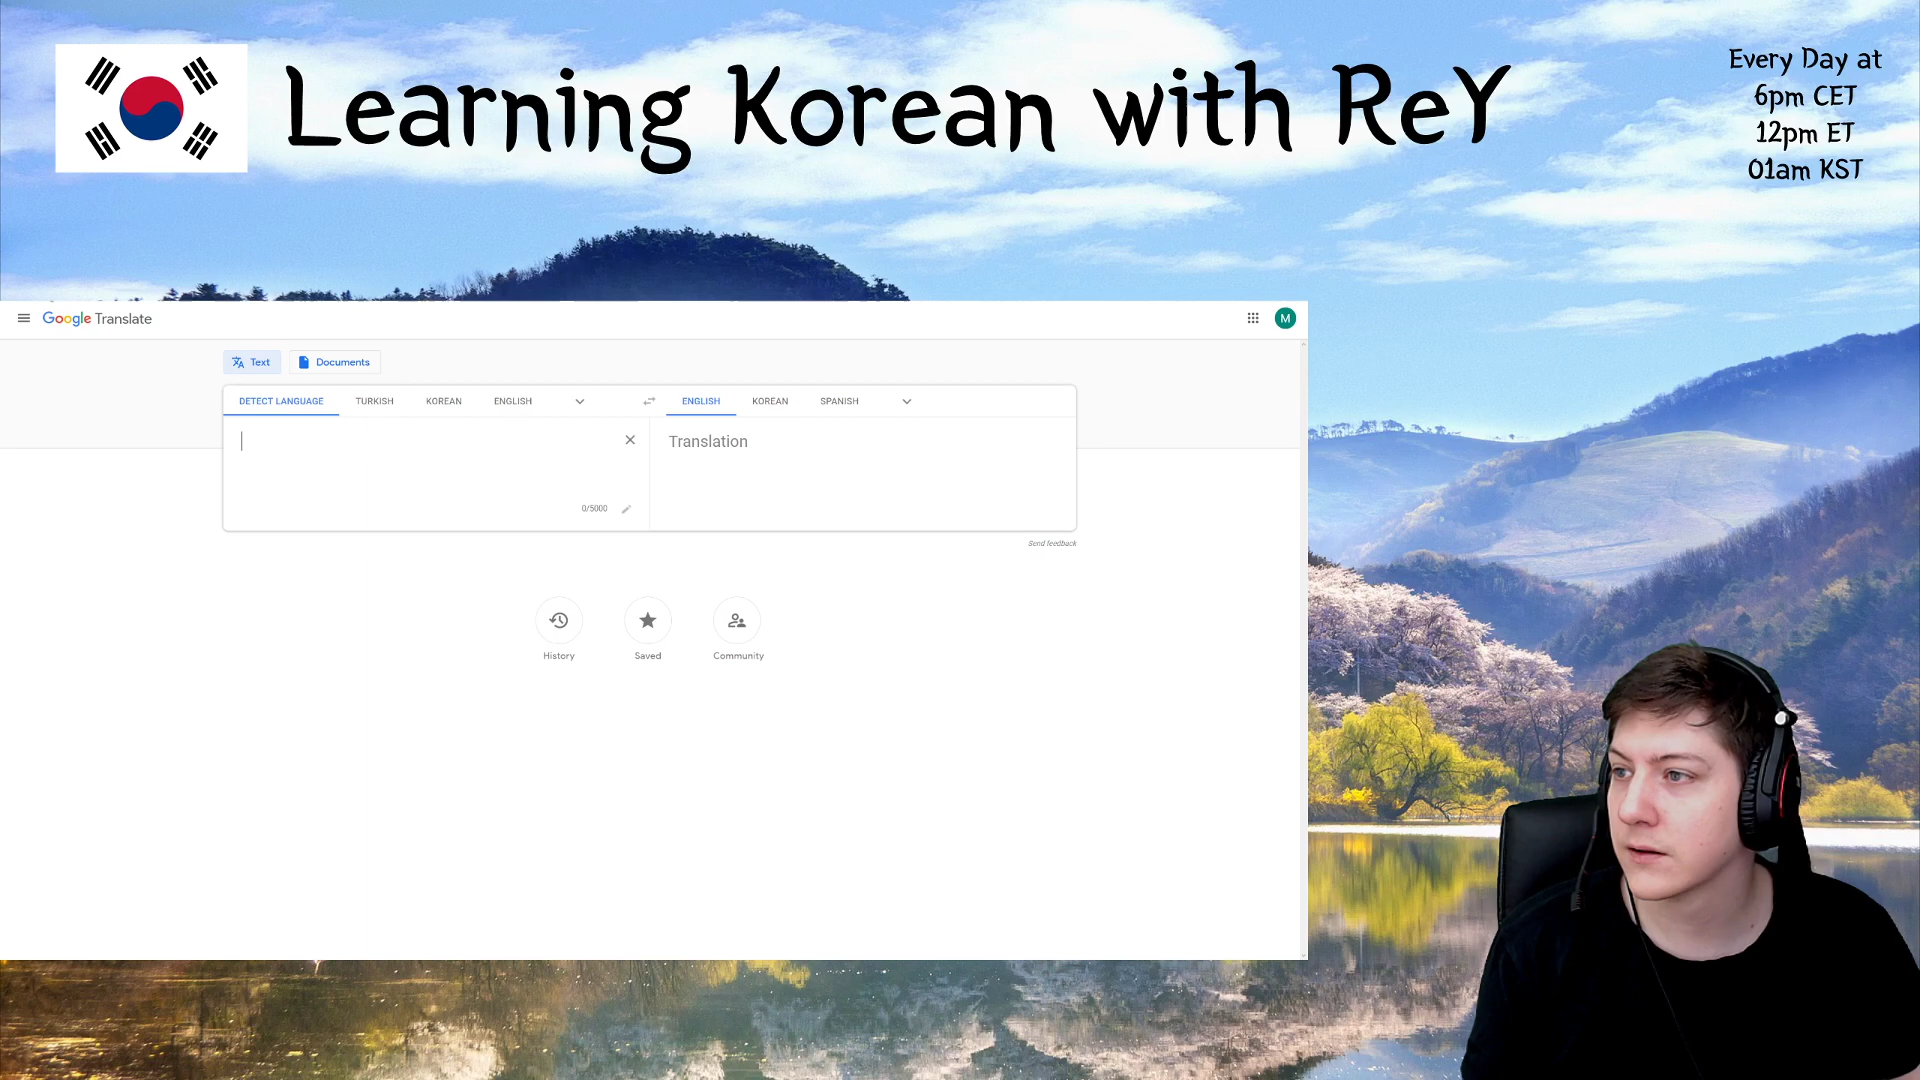 Learning Korean with ReY
Every Day at
6pm CET
12pm ET
01am KST
Google Translate
M
Text
Documents
DETECT LANGUAGE
TURKISH
KOREAN
ENGLISH
ENGLISH
KOREAN
SPANISH
Translation
0/5000
Send feedback
History
Saved
Community